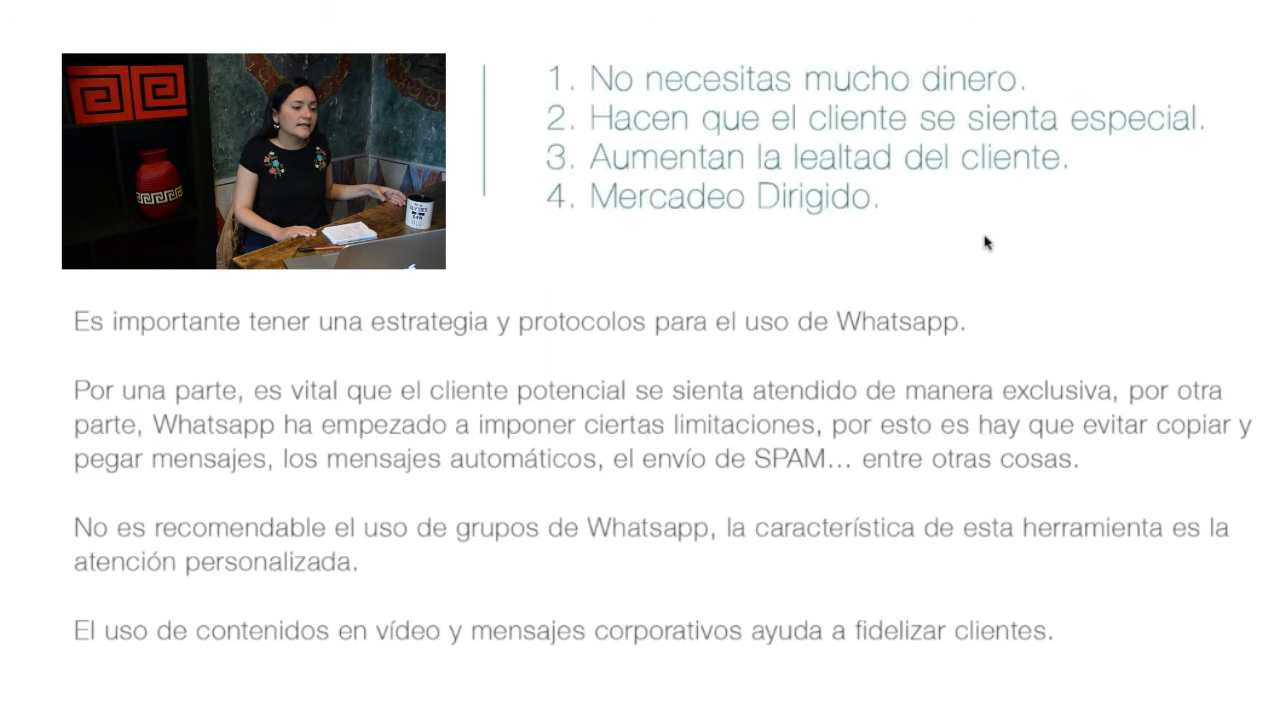 1. No necesitas mucho dinero.
2. Hacen que el cliente se sienta especial.
3. Aumentan la lealtad del cliente.
4. Mercadeo Dirigido.
Es importante tener una estrategia y protocolos para el uso de Whatsapp.
Por una parte, es vital que el cliente potencial se sienta atendido de manera exclusiva, por otra
parte, Whatsapp ha empezado a imponer ciertas limitaciones, por esto es hay que evitar copiar y
pegar mensajes, los mensajes automáticos, el envío de SPAM... entre otras cosas.
No es recomendable el uso de grupos de Whatsapp, la característica de esta herramienta es la
atención personalizada.
El uso de contenidos en vídeo y mensajes corporativos ayuda a fidelizar clientes.